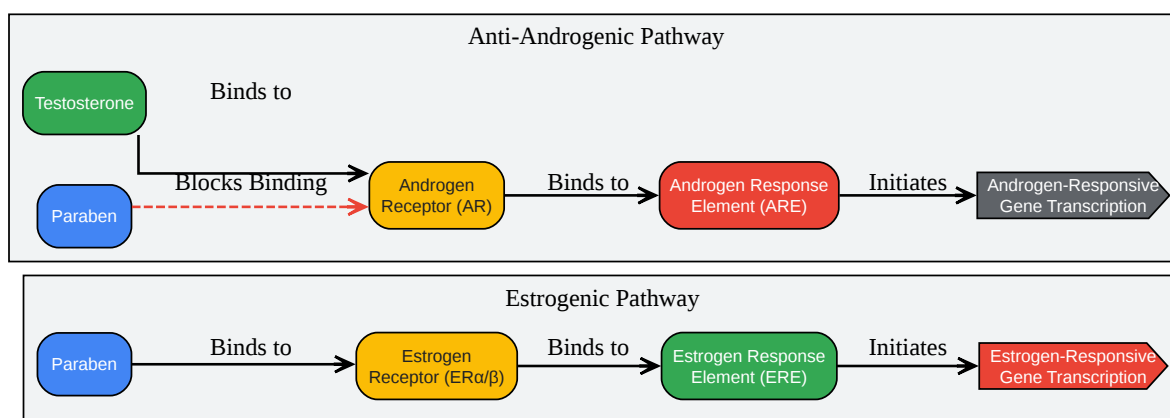 Anti-Androgenic Pathway
Testosterone
Binds to
Blocks Binding
Paraben
Androgen
Receptor (AR)
Binds to
Androgen Response
Element (ARE)
Initiates
Androgen-Responsive
Gene Transcription
Estrogenic Pathway
Paraben
Binds to
Estrogen
Receptor (ERα/β)
Binds to
Estrogen Response
Element (ERE)
Initiates
Estrogen-Responsive
Gene Transcription